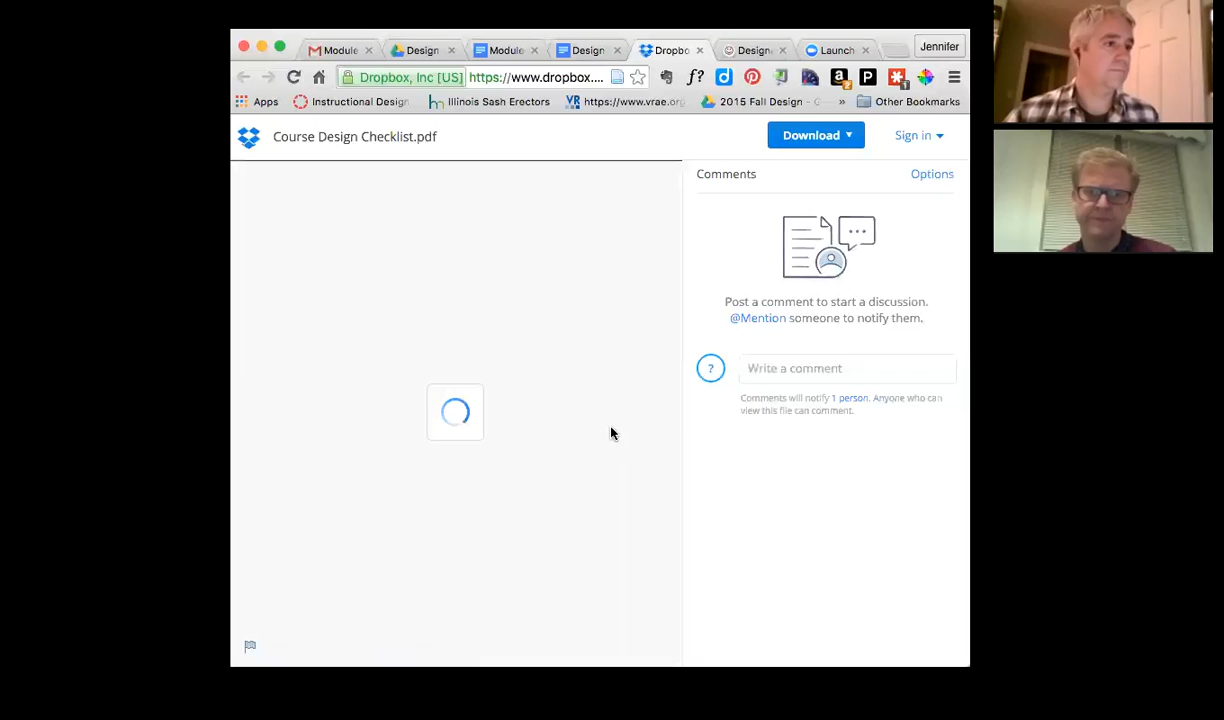 Module
Design
Module
Design
Dropbo
Design
Launch
Jennifer
Dropbox, Inc [US] https://www.dropbox....
f?
Apps
Instructional Design
Illinois Sash Erectors
VR https://www.vrae.org
2015 Fall Design - C
» Other Bookmarks
Course Design Checklist.pdf
Download
Sign in
Comments
Options
Post a comment to start a discussion.
@Mention someone to notify them.
? Write a comment
Comments will notify 1 person. Anyone who can
view this file can comment.